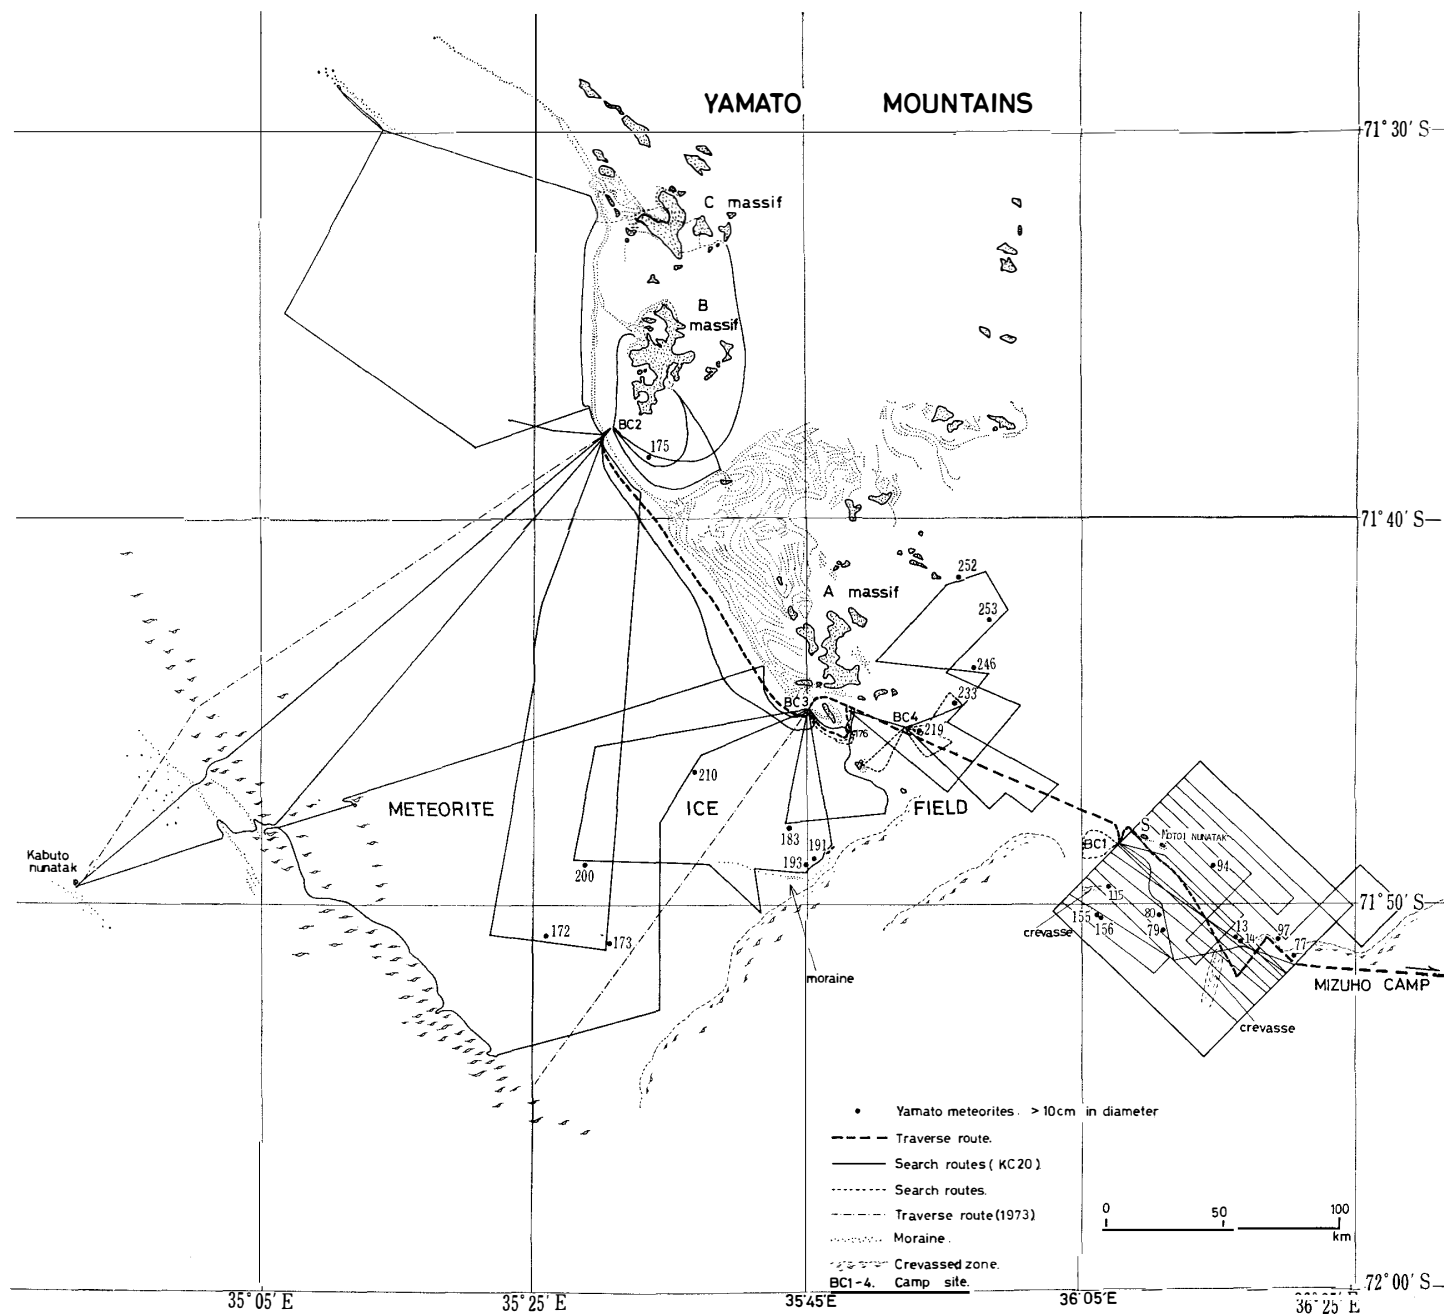 YAMATO MOUNTAINS
71°30' S
C massif
B
massif
BC2
175
71°40' S
252
A massif
253
246
233
BC3
BC4
219
176
210
METEORITE ICE FIELD
183
S
MOTOI NUNATAK
BC1
191
193
94
Kabuto
nunatak
200
115
71°50' S
155
80
156
79
13
14
97
crevasse
172
173
77
moraine
MIZUHO CAMP
crevasse
• Yamato meteorites. >10cm in diameter
Traverse route.
Search routes (KC20)
Search routes.
0 50 100
km
Traverse route (1973)
Moraine.
Crevassed zone.
BC1-4. Camp site.
72°00' S
35°05' E
35°25' E
35°45'E
36°05'E
36°25' E